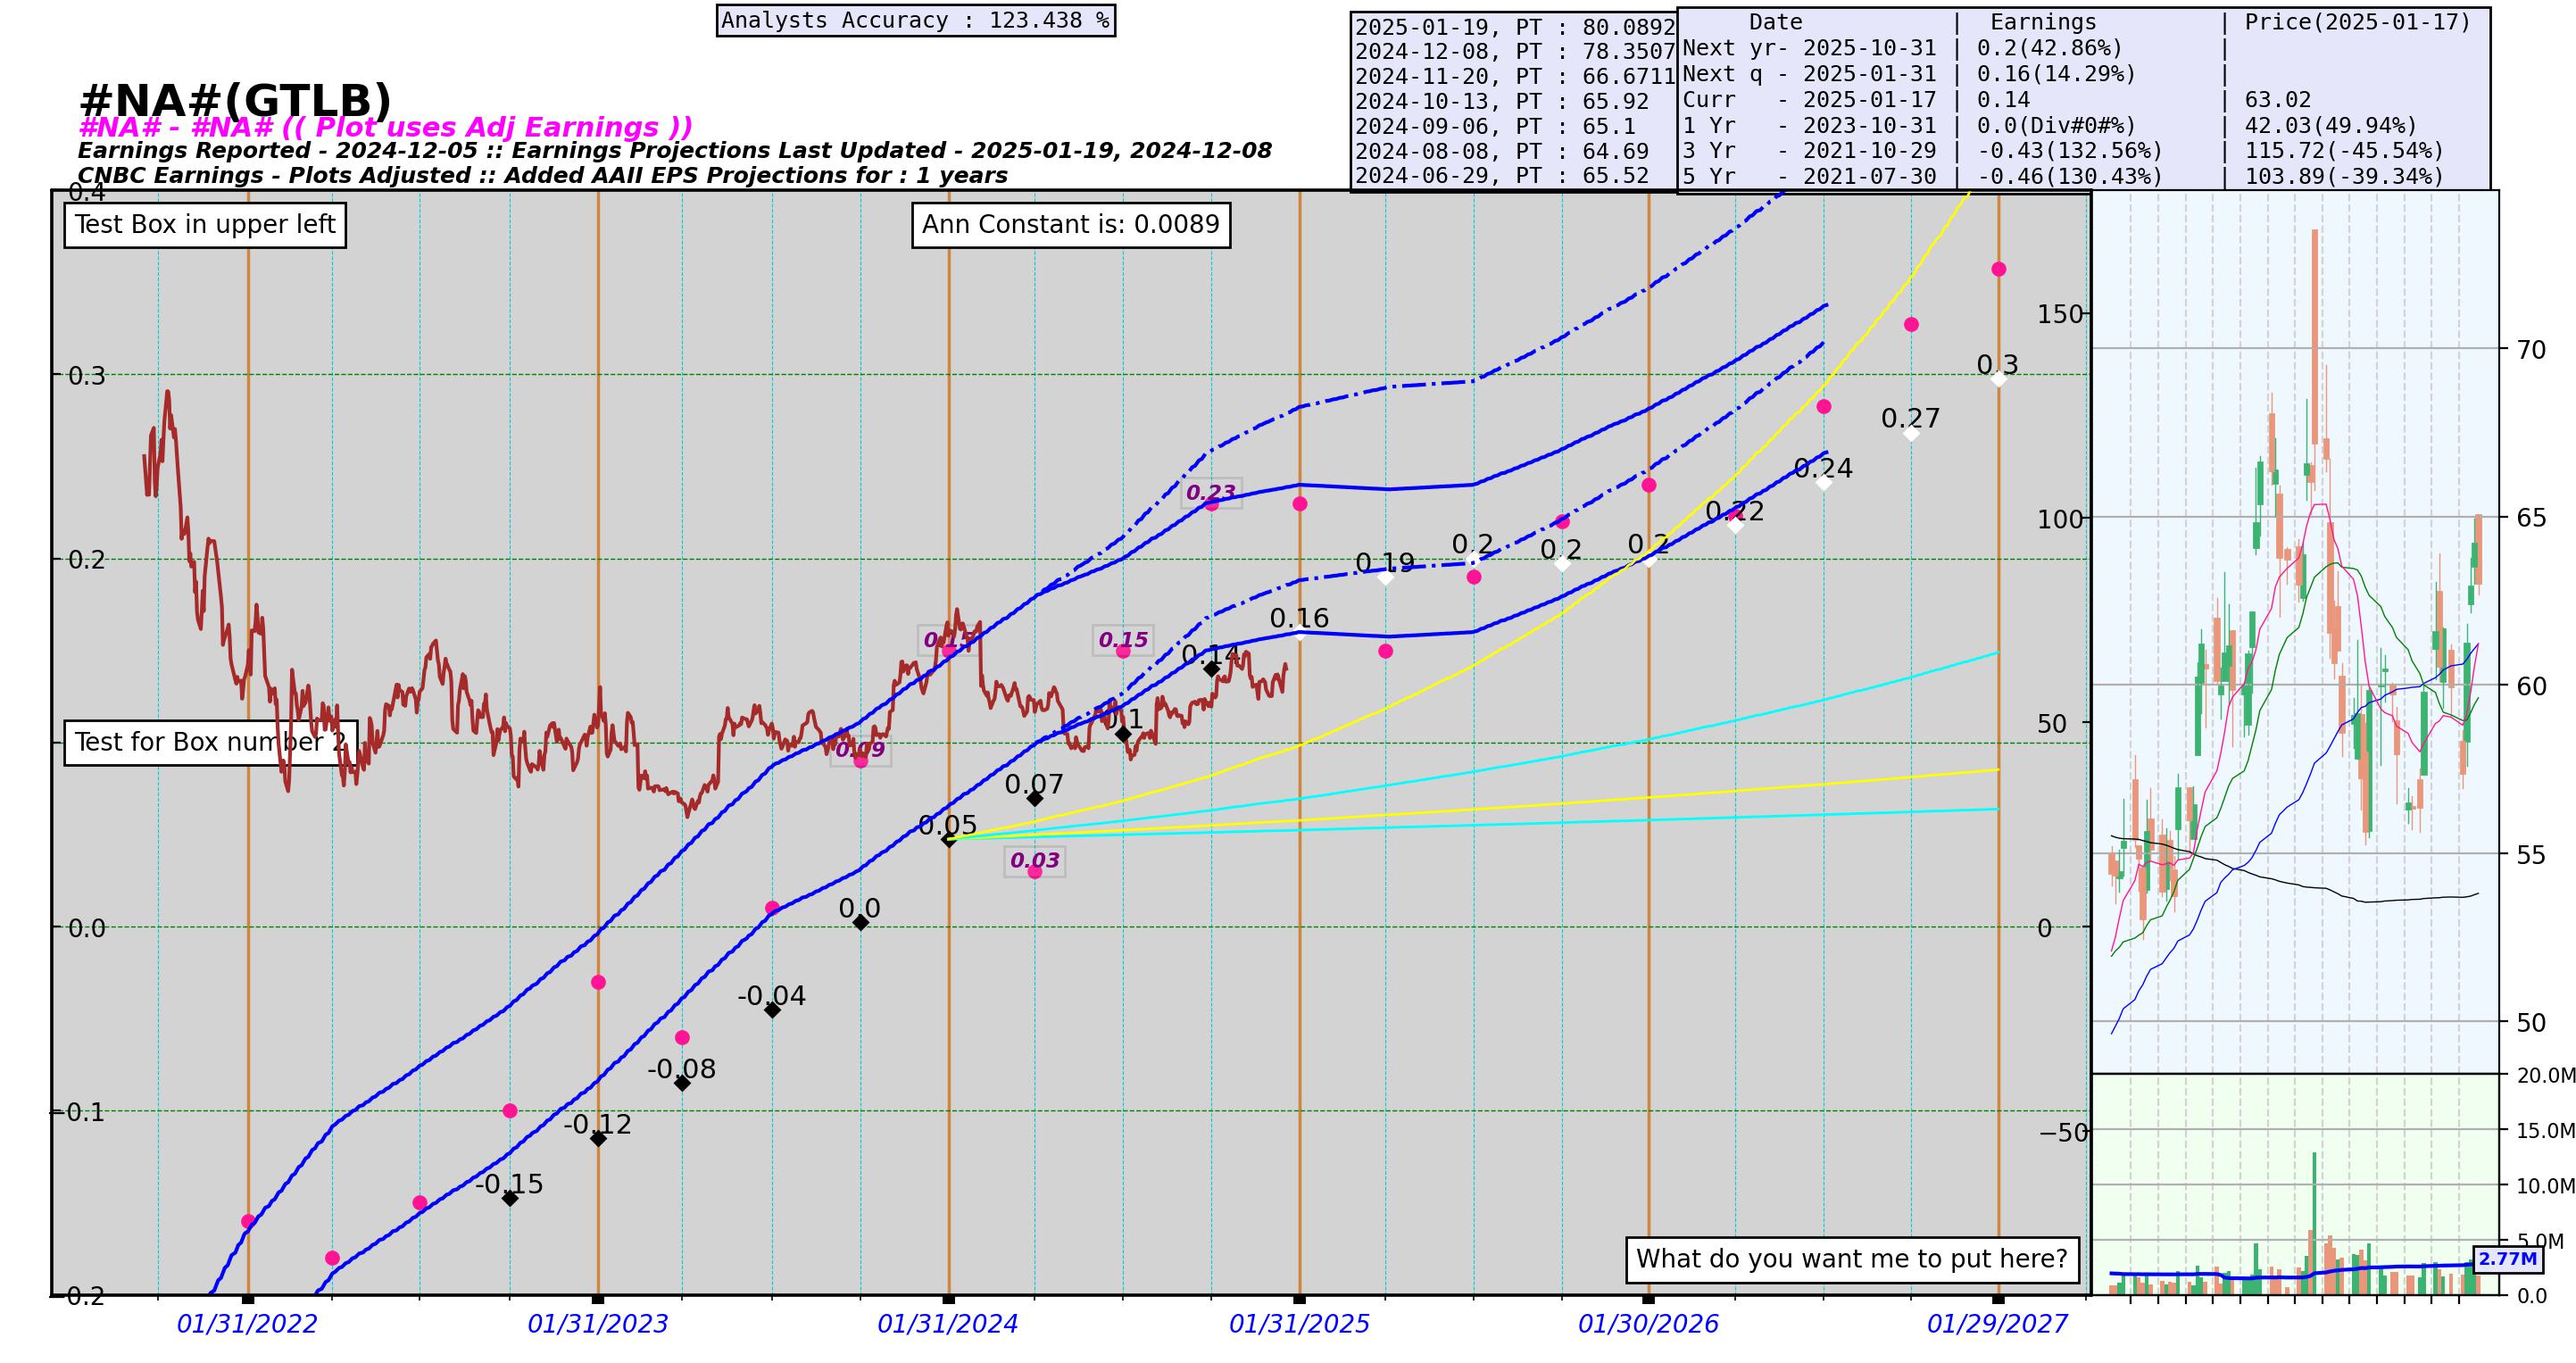 Analysts Accuracy : 123.438 %
2025-01-19, PT : 80.0892
2024-12-08, PT : 78.3507
2024-11-20, PT : 66.6711
2024-10-13, PT : 65.92
2024-09-06, PT : 65.1
2024-08-08, PT : 64.69
2024-06-29, PT : 65.52
Date | Earnings | Price(2025-01-17)
Next yr- 2025-10-31 | 0.2(42.86%) |
Next q - 2025-01-31 | 0.16(14.29%) |
Curr - 2025-01-17 | 0.14 | 63.02
1 Yr - 2023-10-31 | 0.0(Div#0#%) | 42.03(49.94%)
3 Yr - 2021-10-29 | -0.43(132.56%) | 115.72(-45.54%)
5 Yr - 2021-07-30 | -0.46(130.43%) | 103.89(-39.34%)
#NA#(GTLB)
#NA# - #NA# (( Plot uses Adj Earnings ))
Earnings Reported - 2024-12-05 :: Earnings Projections Last Updated - 2025-01-19, 2024-12-08
CNBC Earnings - Plots Adjusted :: Added AAII EPS Projections for : 1 years
0.4
Test Box in upper left
Ann Constant is: 0.0089
150
70
0.3
0.3
0.27
0.24
0.23
0.22
100
65
0.2
0.2
0.2
0.2
0.19
0.16
0.15
0.15
0.14
60
0.1
50
Test for Box number 2
0.09
0.07
0.05
0.03
55
0.0
0.0
0
-0.04
50
-0.08
20.0M
-0.1
-0.12
−50
15.0M
-0.15
10.0M
5.0M
What do you want me to put here?
2.77M
-0.2
0.0
01/31/2022
01/31/2023
01/31/2024
01/31/2025
01/30/2026
01/29/2027